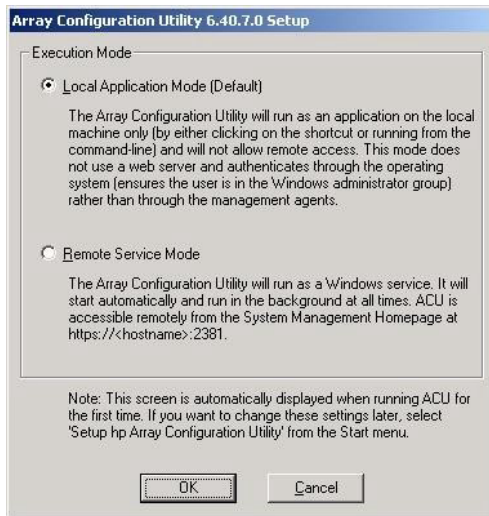 Array Configuration Utility 6.40.7.0 Setup
Execution Mode
Local Application Mode (Default)
The Array Configuration Utility will run as an application on the local
machine only (by either clicking on the shortcut or running from the
command-line) and will not allow remote access. This mode does
not use a web server and authenticates through the operating
system (ensures the user is in the Windows administrator group)
rather than through the management agents.
Remote Service Mode
The Array Configuration Utility will run as a Windows service. It will
start automatically and run in the background at all times. ACU is
accessible remotely from the System Management Homepage at
https://<hostname>:2381.
Note: This screen is automatically displayed when running ACU for
the first time. If you want to change these settings later, select
'Setup hp Array Configuration Utility' from the Start menu.
OK
Cancel